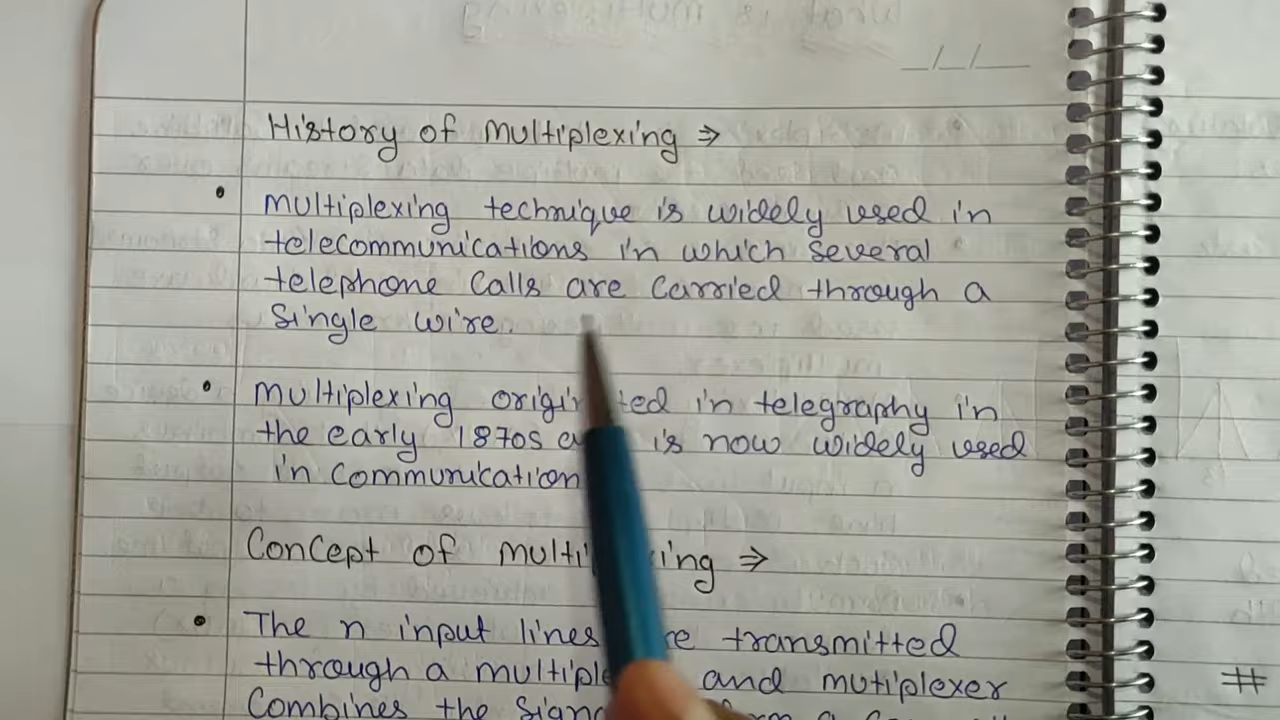 _/_/__
History of multiplexing ⇒
• multiplexing technique is widely used in
telecommunications in which several
telephone calls are carried through a
single wire.
• multiplexing in telegraphy in
the early 1870s is now widely used
in communication
Concept of ⇒
• The n input lines transmitted
through a and mutiplexer
Combines the
#